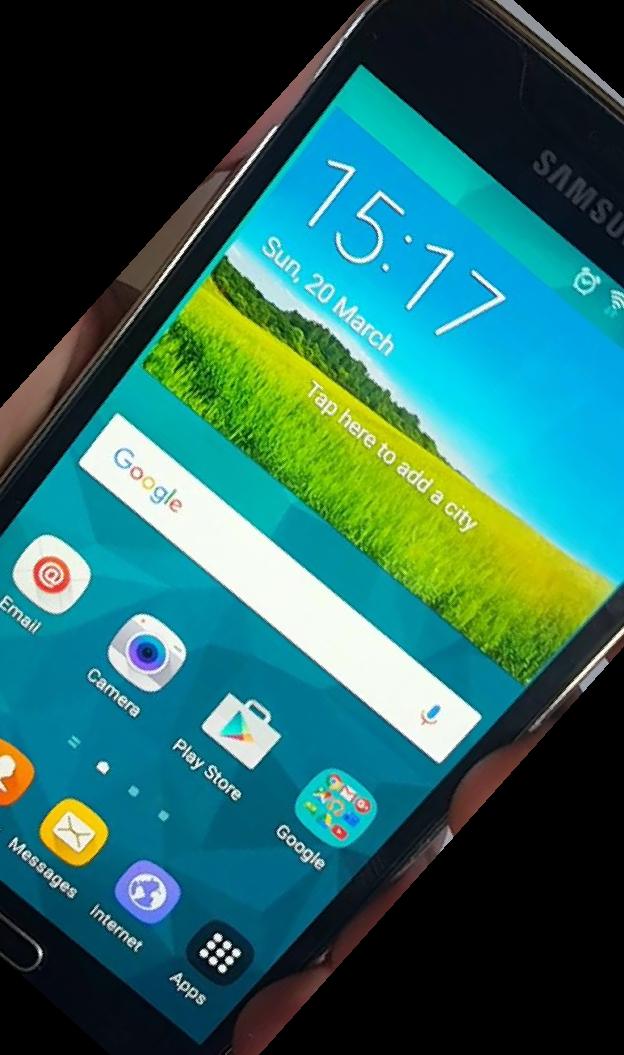 SAMSU
15:17
Sun, 20 March
Tap here to add a city
Google
Email
Camera
Play Store
Google
Messages
Internet
Apps